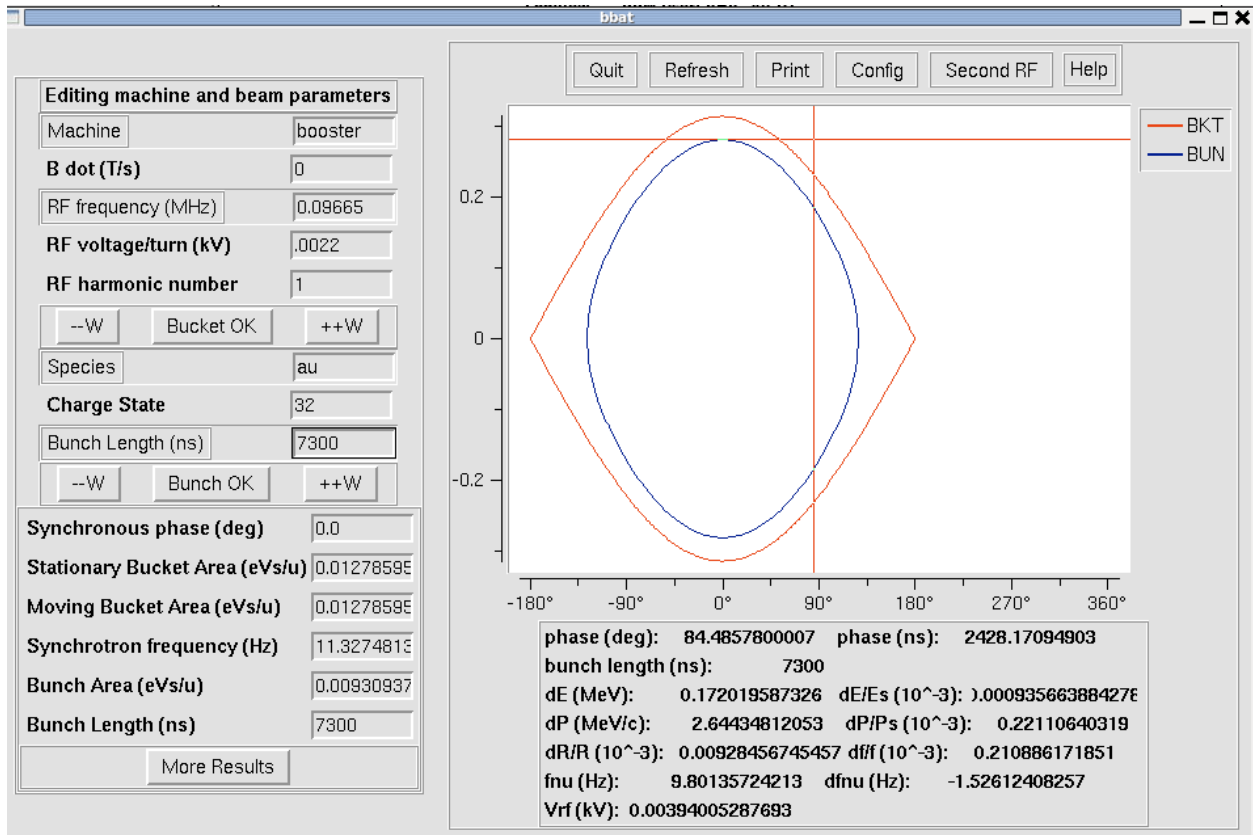 bbat
Quit Refresh Print Config Second RF Help
Editing machine and beam parameters
Machine booster
B dot (T/s) 0
RF frequency (MHz) 0.09665
RF voltage/turn (kV) .0022
RF harmonic number 1
--W Bucket OK ++W
Species au
Charge State 32
Bunch Length (ns) 7300
--W Bunch OK ++W
Synchronous phase (deg) 0.0
Stationary Bucket Area (eVs/u) 0.01278595
Moving Bucket Area (eVs/u) 0.01278595
Synchrotron frequency (Hz) 11.3274813
Bunch Area (eVs/u) 0.00930937
Bunch Length (ns) 7300
More Results
BKT
BUN
0.2
0
-0.2
-180° -90° 0° 90° 180° 270° 360°
phase (deg): 84.4857800007 phase (ns): 2428.17094903
bunch length (ns): 7300
dE (MeV): 0.172019587326 dE/Es (10^-3): 0.000935663884278
dP (MeV/c): 2.64434812053 dP/Ps (10^-3): 0.22110640319
dR/R (10^-3): 0.00928456745457 df/f (10^-3): 0.210886171851
fnu (Hz): 9.80135724213 dfnu (Hz): -1.52612408257
Vrf (kV): 0.00394005287693